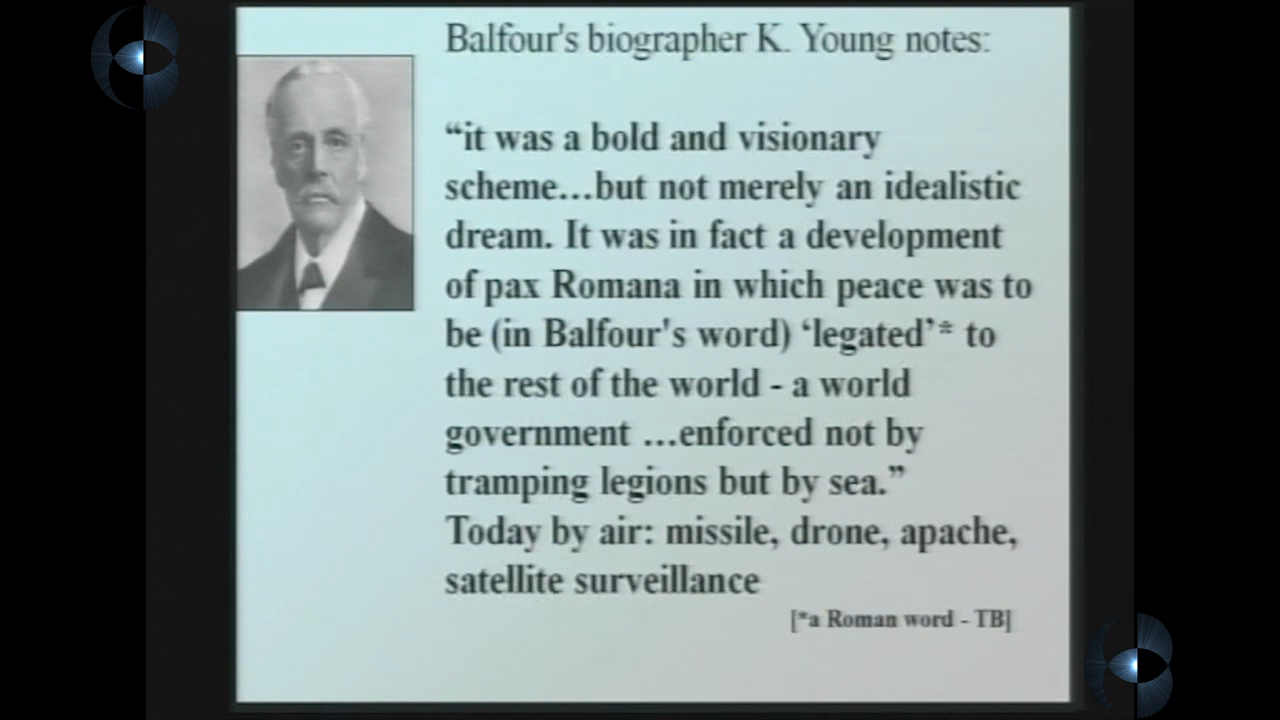 Balfour's biographer K. Young notes:
“it was a bold and visionary
scheme...but not merely an idealistic
dream. It was in fact a development
of pax Romana in which peace was to
be (in Balfour's word) ‘legated’* to
the rest of the world - a world
government ...enforced not by
tramping legions but by sea.”
Today by air: missile, drone, apache,
satellite surveillance
[*a Roman word - TB]